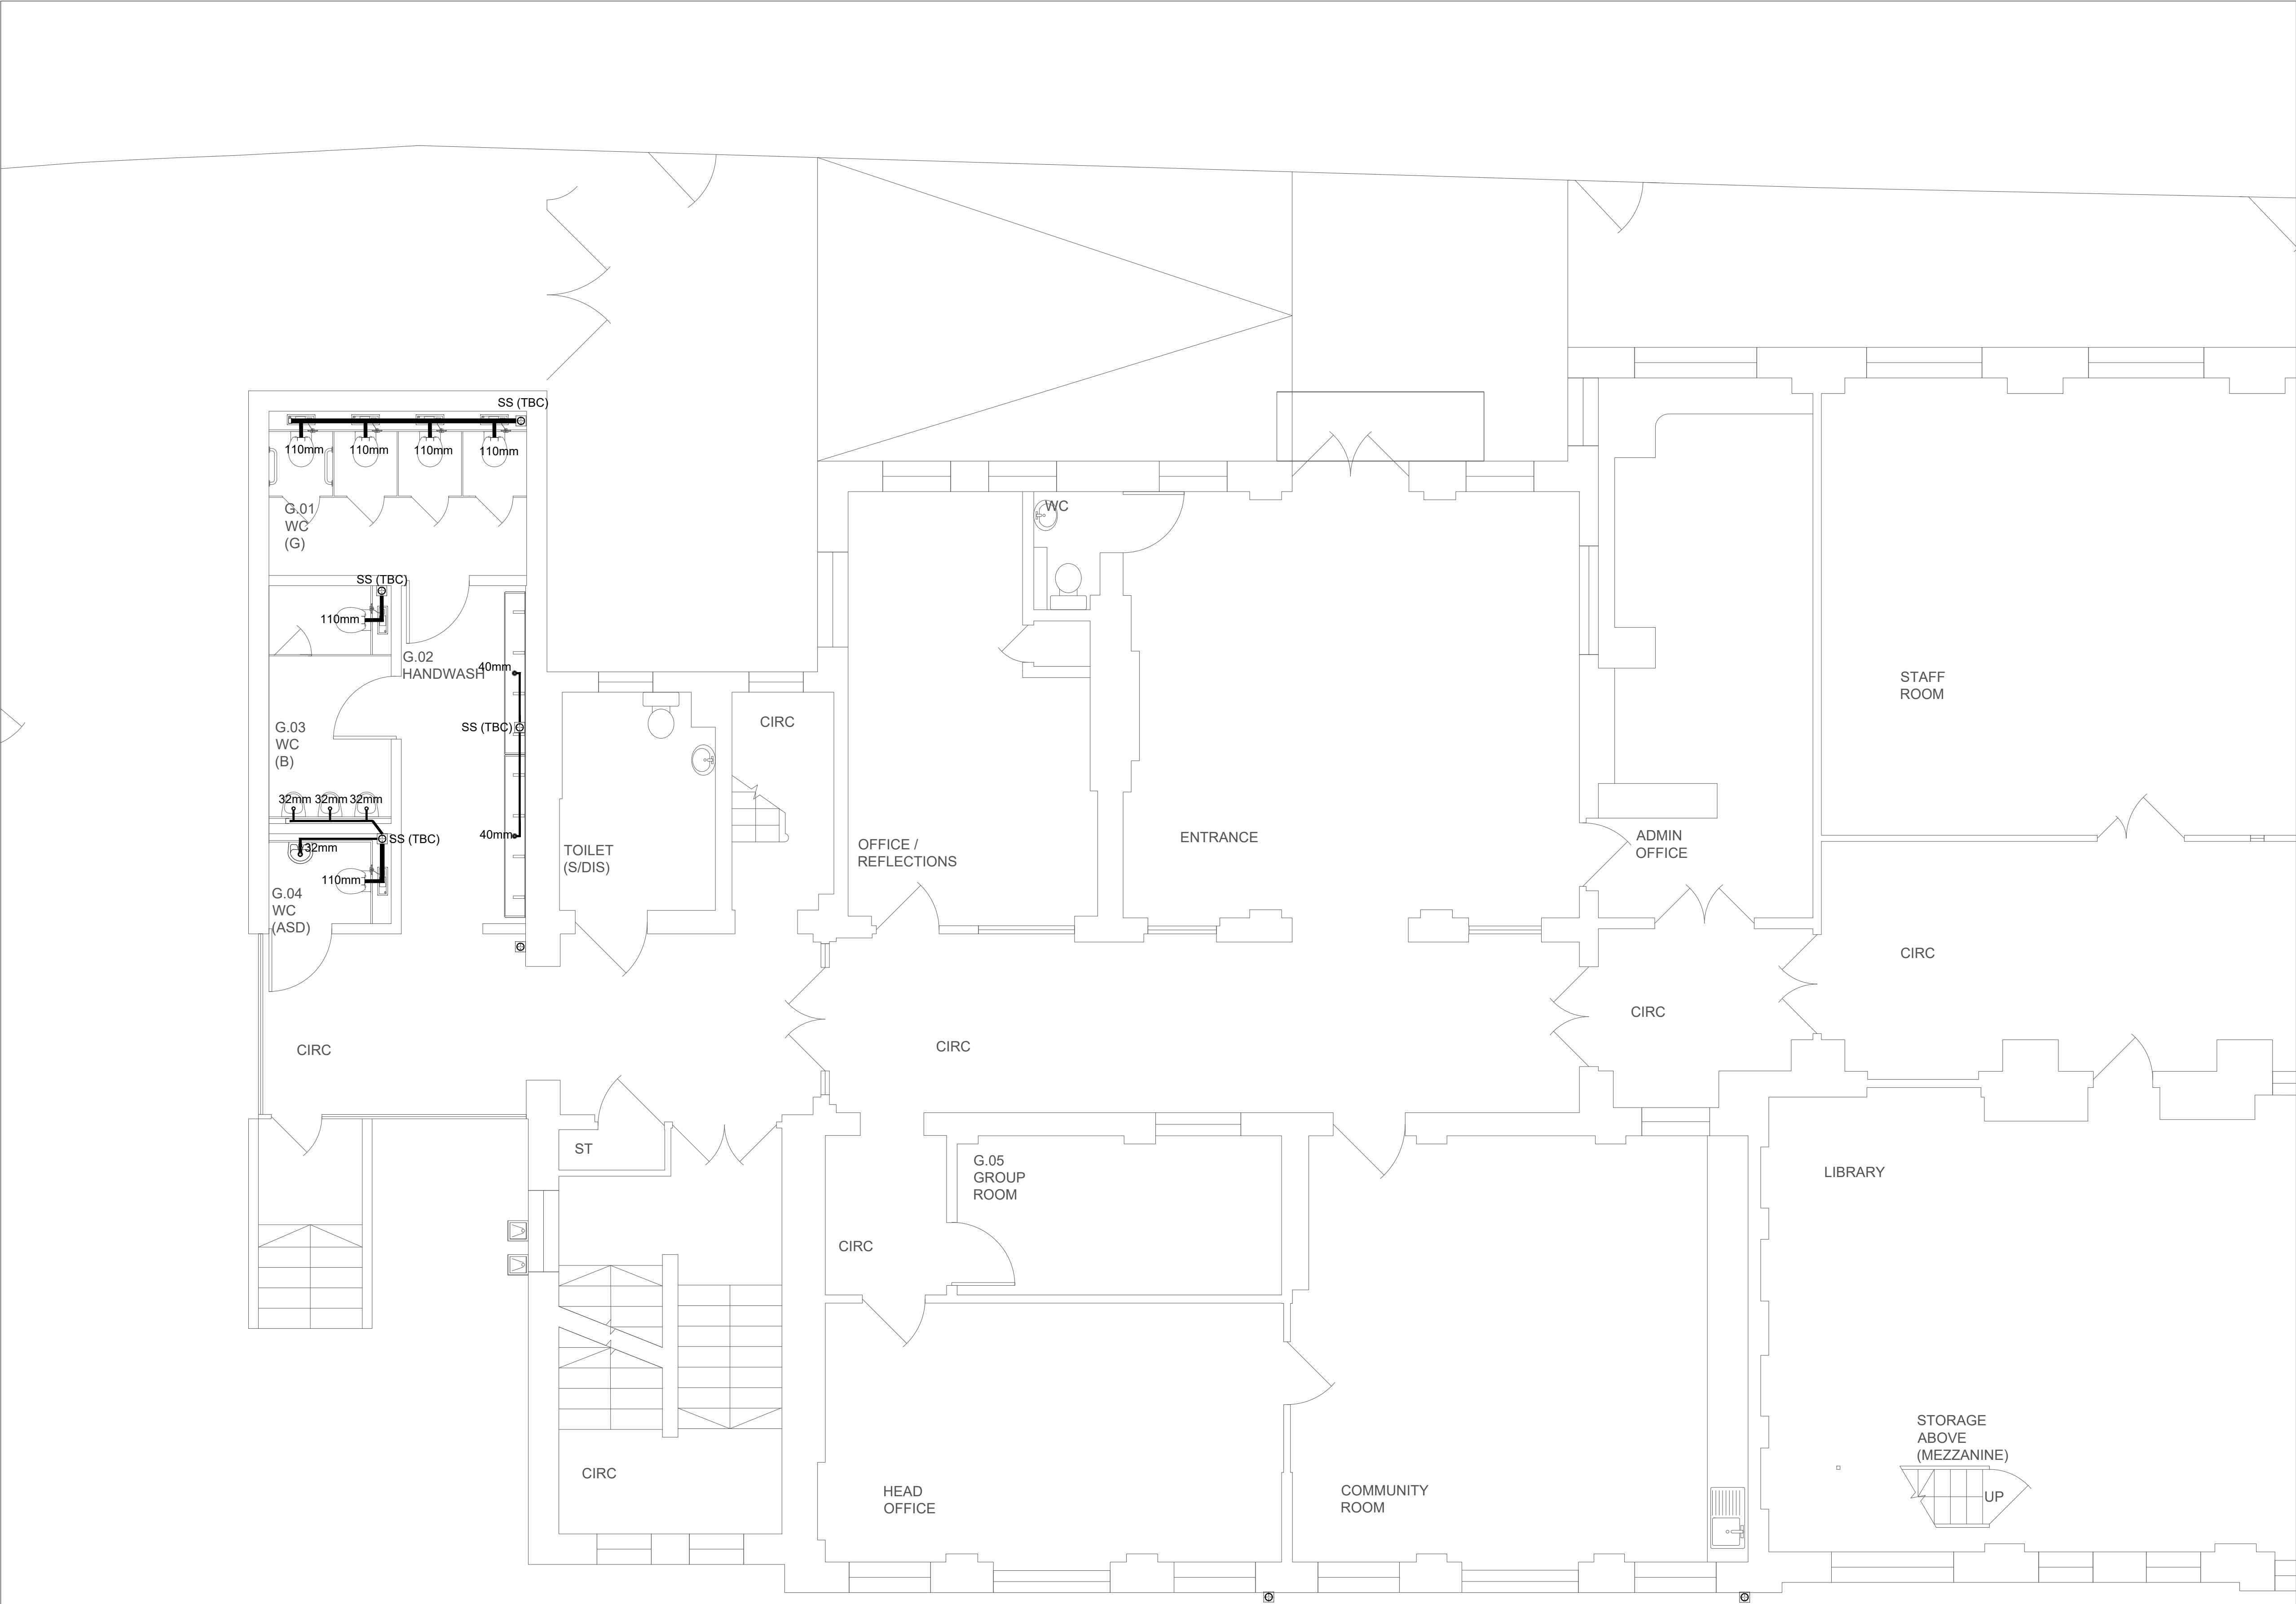 SS (TBC)
110mm
110mm
110mm
110mm
G.01
WC
(G)
WC
SS (TBC)
110mm
G.02
HANDWASH
40mm
STAFF
ROOM
G.03
WC
(B)
SS (TBC)
CIRC
32mm
32mm
32mm
40mm
SS (TBC)
32mm
TOILET
(S/DIS)
OFFICE /
REFLECTIONS
ENTRANCE
ADMIN
OFFICE
110mm
G.04
WC
(ASD)
CIRC
CIRC
CIRC
CIRC
ST
G.05
GROUP
ROOM
LIBRARY
CIRC
STORAGE
ABOVE
(MEZZANINE)
UP
CIRC
HEAD
OFFICE
COMMUNITY
ROOM